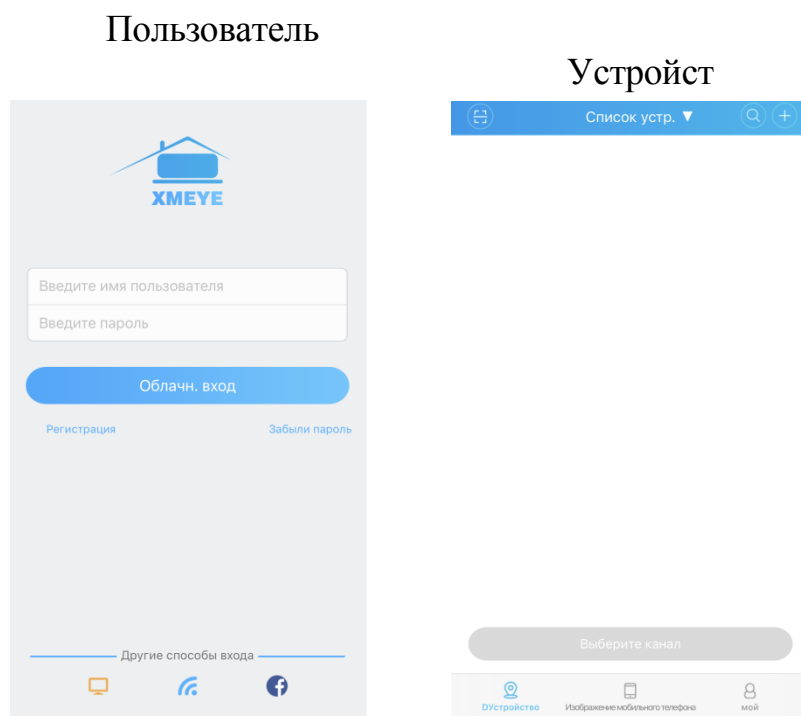 Пользователь
Устройст
XMEYE
Введите имя пользователя
Введите пароль
Облачн. вход
Регистрация
Забыли пароль
Другие способы входа
Список устр. ▼
Выберите канал
DУстройство
Изображение мобильного телефона
мой